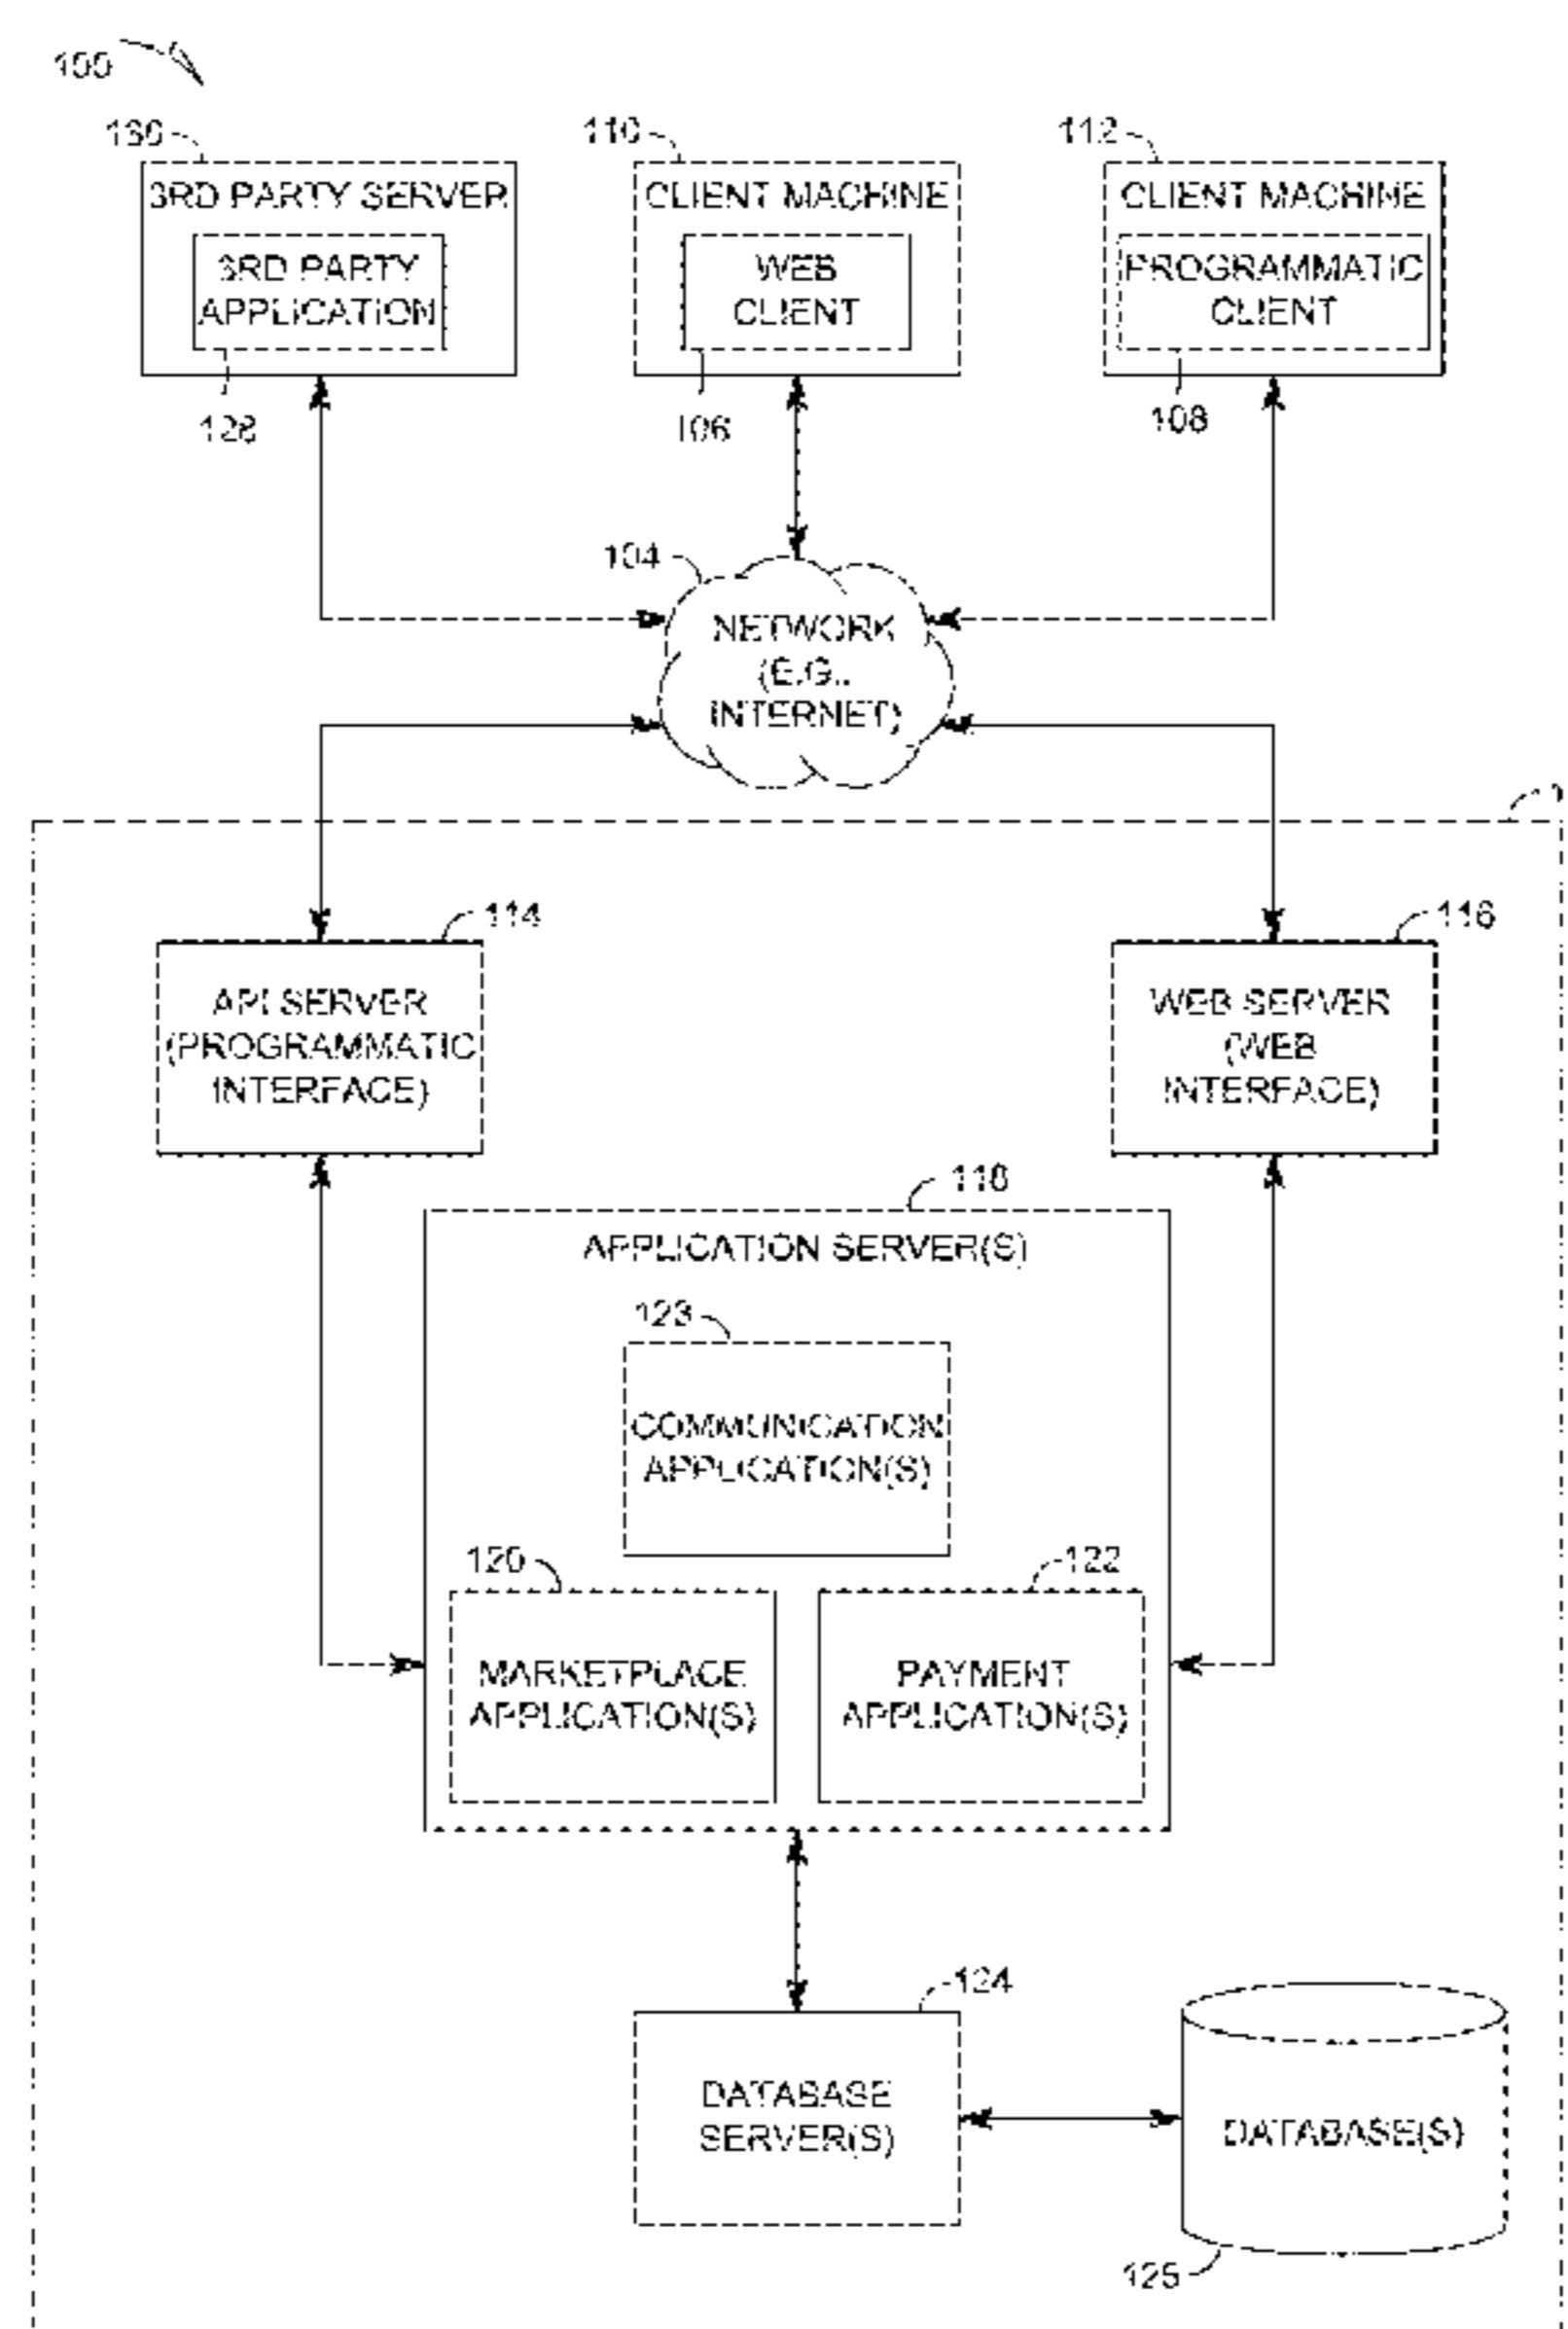 100
130
110
112
3RD PARTY SERVER
CLIENT MACHINE
CLIENT MACHINE
3RD PARTY
APPLICATION
WEB
CLIENT
PROGRAMMATIC
CLIENT
128
106
108
104
NETWORK
(E.G.,
INTERNET)
114
116
API SERVER
(PROGRAMMATIC
INTERFACE)
WEB SERVER
(WEB
INTERFACE)
118
APPLICATION SERVER(S)
123
COMMUNICATION
APPLICATION(S)
120
122
MARKETPLACE
APPLICATION(S)
PAYMENT
APPLICATION(S)
124
DATABASE
SERVER(S)
DATABASE(S)